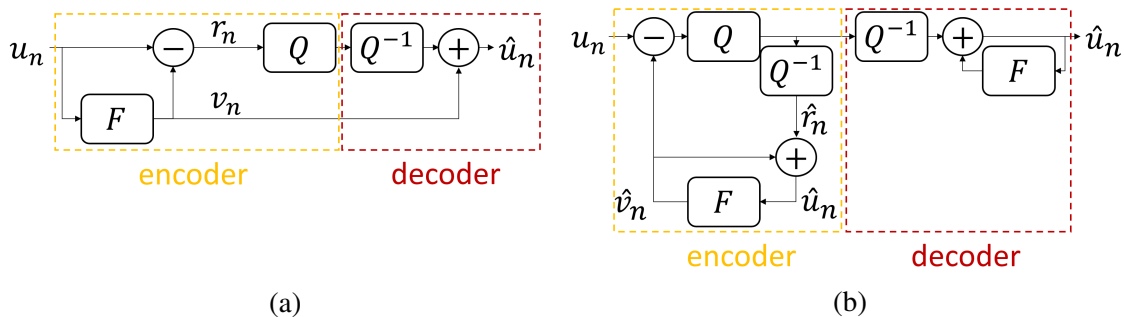 u_n − r_n Q Q⁻¹ + û_n
F v_n
encoder decoder
(a)
u_n − Q Q⁻¹ + û_n
Q⁻¹ F
r̂_n
+
v̂_n F û_n
encoder decoder
(b)